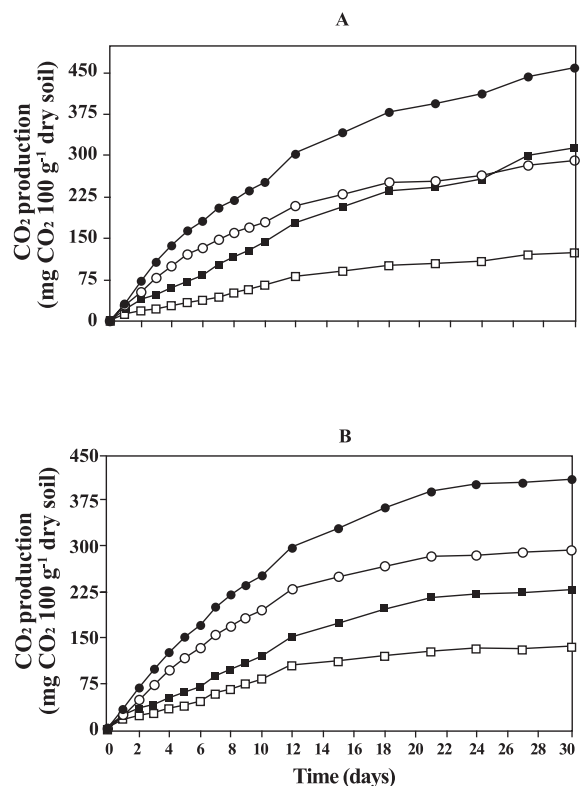 A
CO₂ production
(mg CO₂ 100 g⁻¹ dry soil)
450
375
300
225
150
75
0
B
CO₂ production
(mg CO₂ 100 g⁻¹ dry soil)
450
375
300
225
150
75
0
0 2 4 6 8 10 12 14 16 18 20 22 24 26 28 30
Time (days)